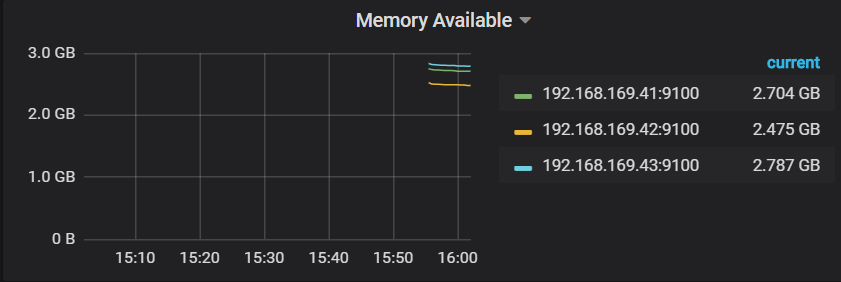 Memory Available
3.0 GB
2.0 GB
1.0 GB
0 B
15:10 15:20 15:30 15:40 15:50 16:00
current
192.168.169.41:9100 2.704 GB
192.168.169.42:9100 2.475 GB
192.168.169.43:9100 2.787 GB